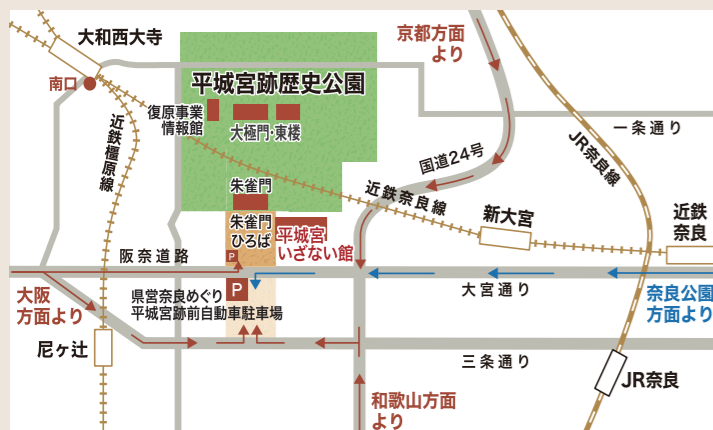 大和西大寺
京都方面
より
南口
平城宮跡歴史公園
復原事業
情報館
大極門・東楼
一条通り
近鉄橿原線
国道24号
JR奈良線
朱雀門
近鉄奈良線
新大宮
近鉄
奈良
朱雀門
ひろば
平城宮
いざない館
P
阪奈道路
大阪
方面より
P
県営奈良めぐり
平城宮跡前自動車駐車場
大宮通り
奈良公園
方面より
尼ヶ辻
三条通り
JR奈良
和歌山方面
より